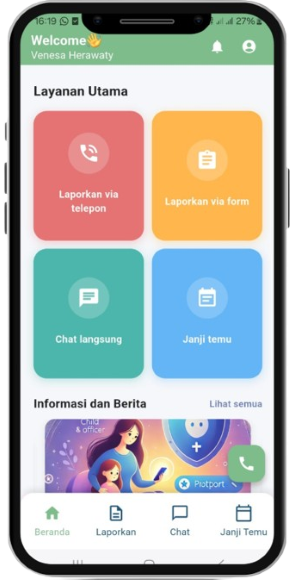 16:19
27%
Welcome👋
Venesa Herawaty
Layanan Utama
Laporkan via
telepon
Laporkan via form
Chat langsung
Janji temu
Informasi dan Berita
Lihat semua
Child
& officer
Piotport
Beranda
Laporkan
Chat
Janji Temu